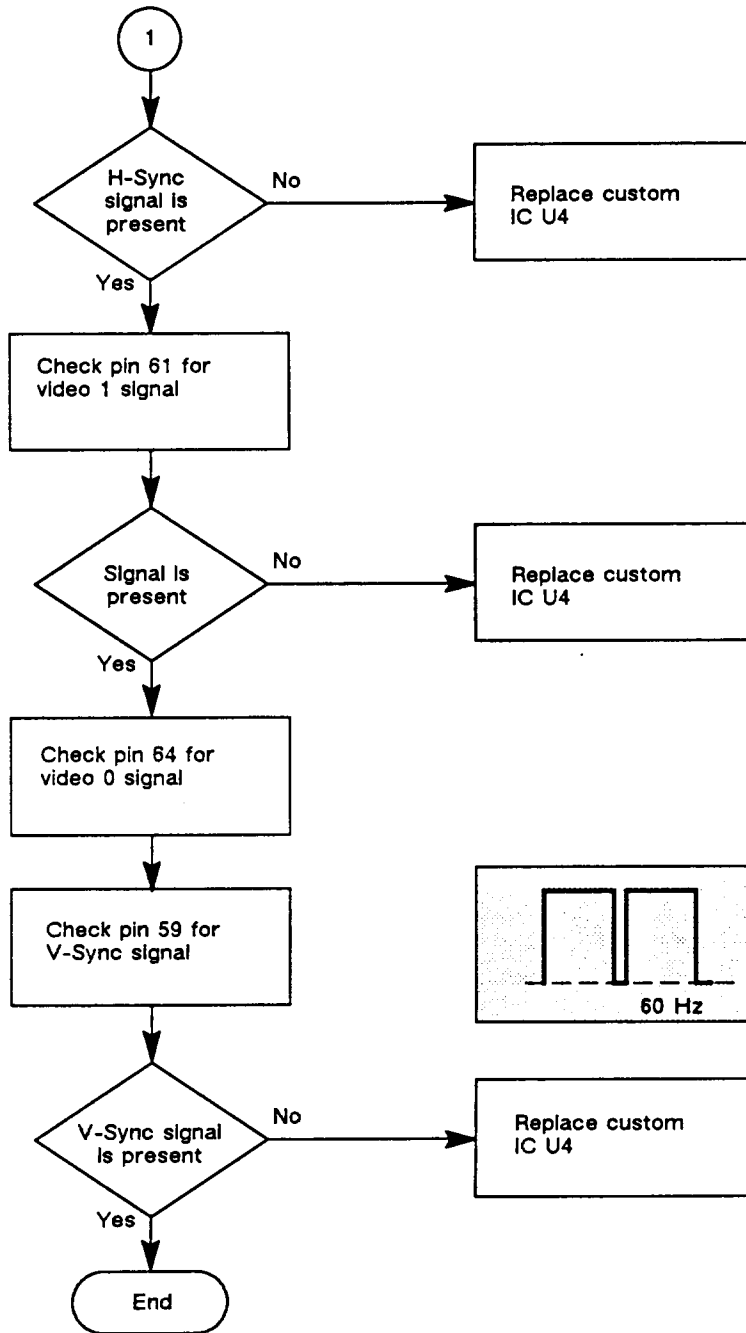 1
H-Sync
signal is
present
No
Replace custom
IC U4
Yes
Check pin 61 for
video 1 signal
Signal is
present
No
Replace custom
IC U4
Yes
Check pin 64 for
video 0 signal
Check pin 59 for
V-Sync signal
60 Hz
V-Sync signal
is present
No
Replace custom
IC U4
Yes
End